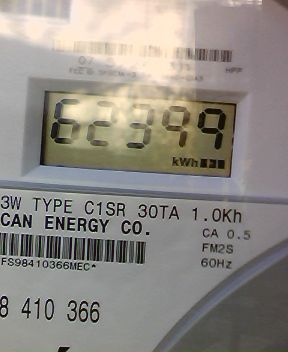 62399
kWh
3W TYPE C1SR 30TA 1.0Kh
CAN ENERGY CO.
CA 0.5
FM2S
60Hz
FS98410366MEC*
8 410 366